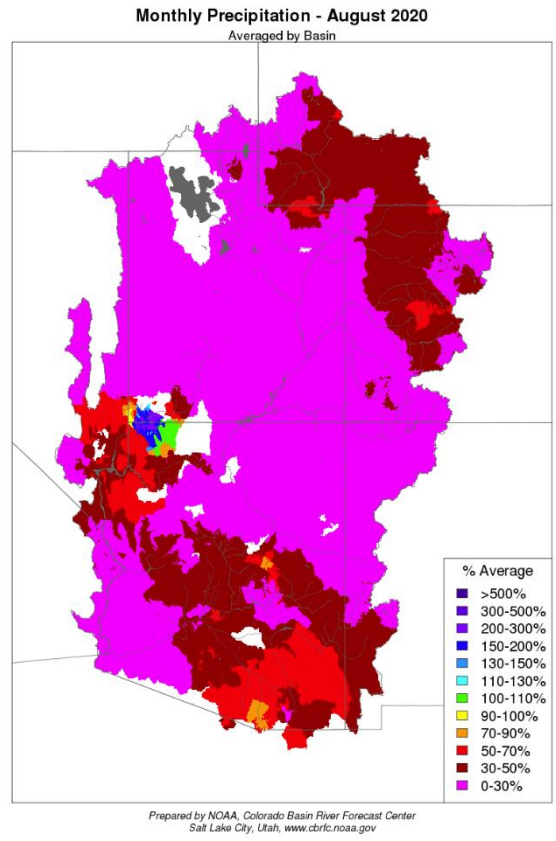 Monthly Precipitation - August 2020
Averaged by Basin
% Average
>500%
300-500%
200-300%
150-200%
130-150%
110-130%
100-110%
90-100%
70-90%
50-70%
30-50%
0-30%
Prepared by NOAA, Colorado Basin River Forecast Center
Salt Lake City, Utah, www.cbrfc.noaa.gov